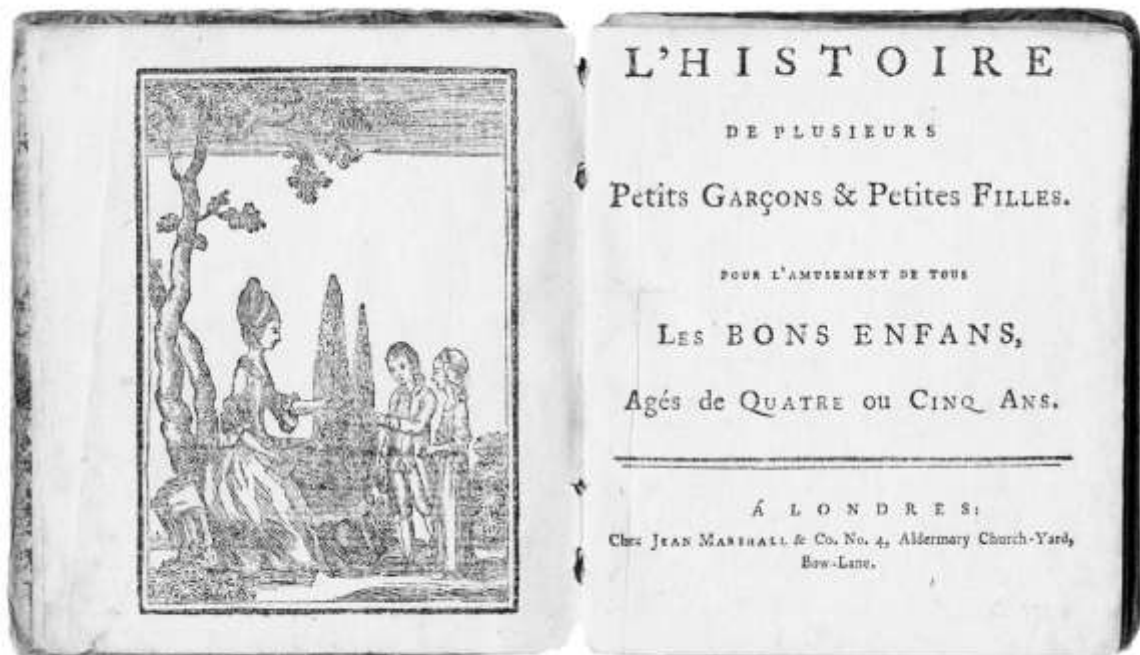 L'HISTOIRE
DE PLUSIEURS
Petits GARÇONS & Petites FILLES.
POUR L'AMUSEMENT DE TOUS
LES BONS ENFANS,
Agés de QUATRE ou CINQ ANS.
Á LONDRES:
Chez JEAN MARSHALL & Co. No. 4, Aldermary Church-Yard,
Bow-Lane.